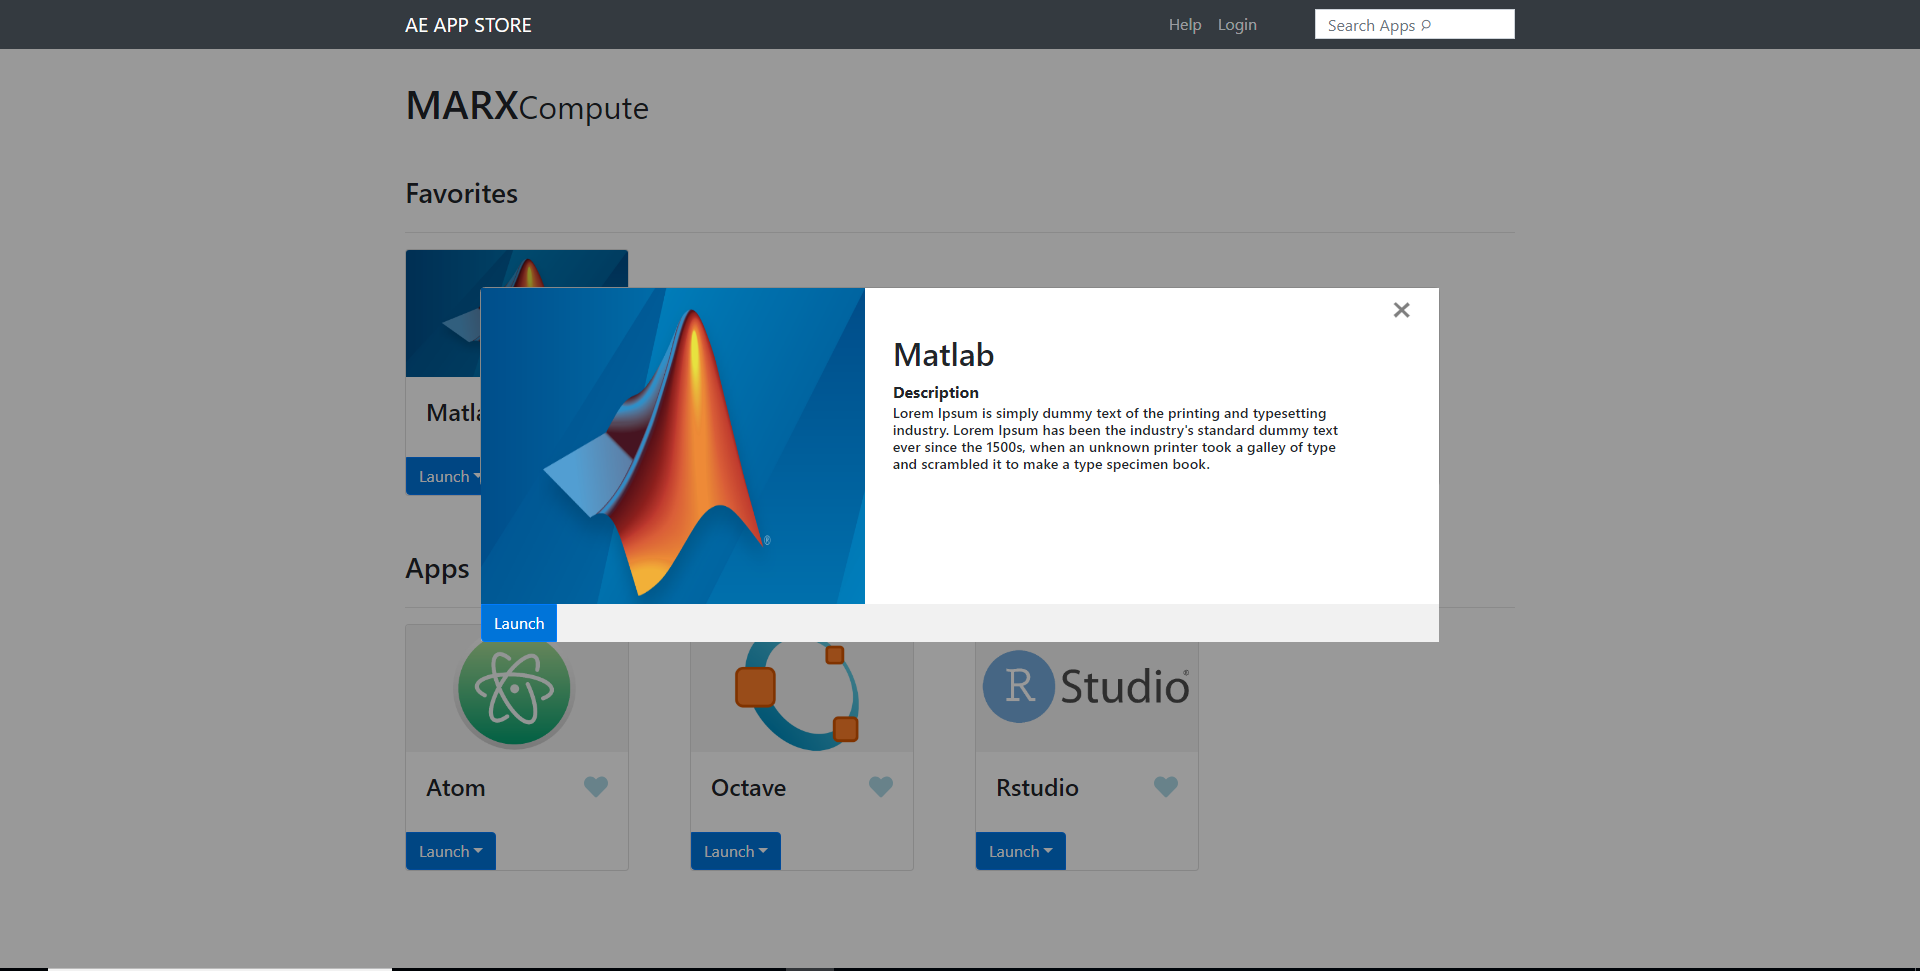 AE APP STORE
Help
Login
Search Apps
MARXCompute
Favorites
Matla
Launch
Matlab
Description
Lorem Ipsum is simply dummy text of the printing and typesetting
industry. Lorem Ipsum has been the industry's standard dummy text
ever since the 1500s, when an unknown printer took a galley of type
and scrambled it to make a type specimen book.
®
Launch
Apps
R Studio®
Atom
Octave
Rstudio
Launch
Launch
Launch